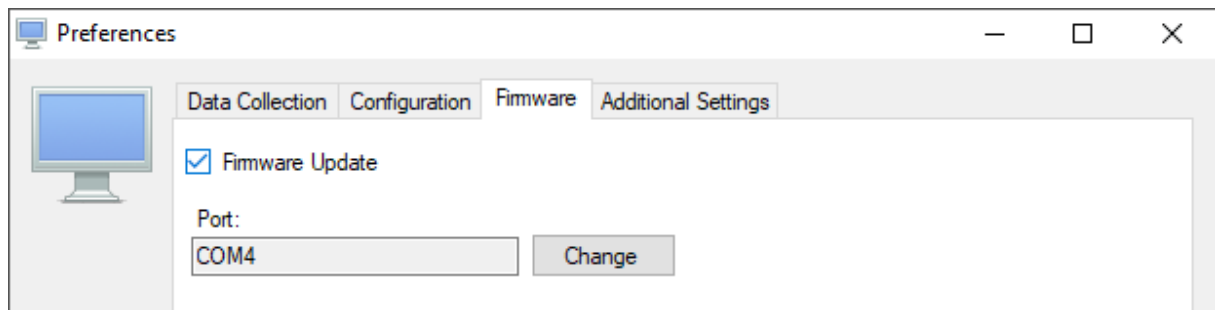 Preferences
Data Collection Configuration Firmware Additional Settings
Firmware Update
Port:
COM4 Change